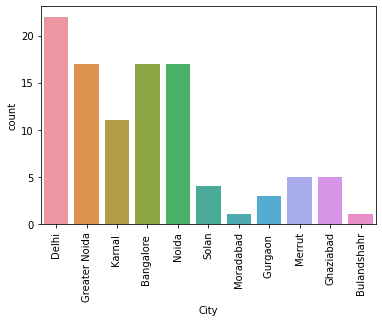 20
15
10
5
0
count
Delhi
Greater Noida
Karnal
Bangalore
Noida
Solan
Moradabad
Gurgaon
Merrut
Ghaziabad
Bulandshahr
City